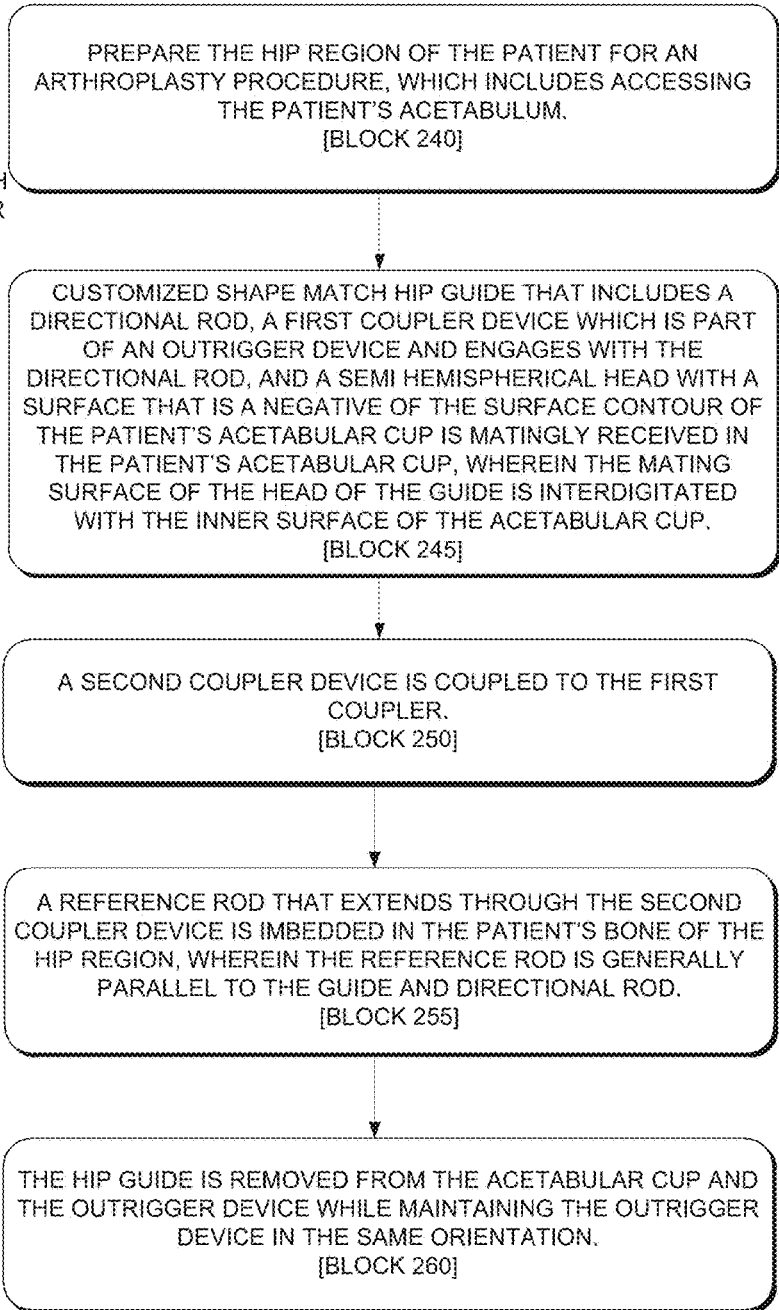 PREPARE THE HIP REGION OF THE PATIENT FOR AN
ARTHROPLASTY PROCEDURE, WHICH INCLUDES ACCESSING
THE PATIENT'S ACETABULUM.
[BLOCK 240]
H
R
CUSTOMIZED SHAPE MATCH HIP GUIDE THAT INCLUDES A
DIRECTIONAL ROD, A FIRST COUPLER DEVICE WHICH IS PART
OF AN OUTRIGGER DEVICE AND ENGAGES WITH THE
DIRECTIONAL ROD, AND A SEMI HEMISPHERICAL HEAD WITH A
SURFACE THAT IS A NEGATIVE OF THE SURFACE CONTOUR OF
THE PATIENT'S ACETABULAR CUP IS MATINGLY RECEIVED IN
THE PATIENT'S ACETABULAR CUP, WHEREIN THE MATING
SURFACE OF THE HEAD OF THE GUIDE IS INTERDIGITATED
WITH THE INNER SURFACE OF THE ACETABULAR CUP.
[BLOCK 245]
A SECOND COUPLER DEVICE IS COUPLED TO THE FIRST
COUPLER.
[BLOCK 250]
A REFERENCE ROD THAT EXTENDS THROUGH THE SECOND
COUPLER DEVICE IS IMBEDDED IN THE PATIENT'S BONE OF THE
HIP REGION, WHEREIN THE REFERENCE ROD IS GENERALLY
PARALLEL TO THE GUIDE AND DIRECTIONAL ROD.
[BLOCK 255]
THE HIP GUIDE IS REMOVED FROM THE ACETABULAR CUP AND
THE OUTRIGGER DEVICE WHILE MAINTAINING THE OUTRIGGER
DEVICE IN THE SAME ORIENTATION.
[BLOCK 260]